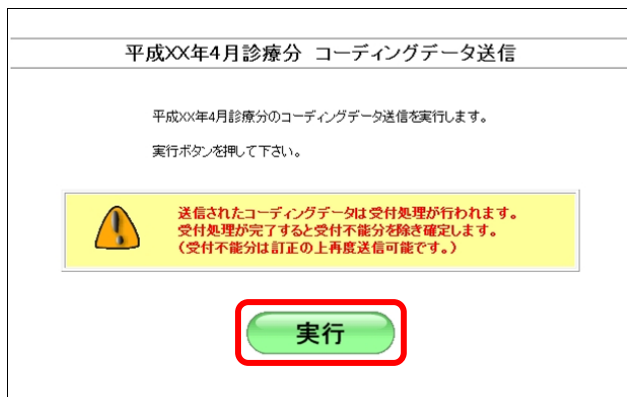 平成XX年4月診療分 コーディングデータ送信
平成XX年4月診療分のコーディングデータ送信を実行します。
実行ボタンを押して下さい。
送信されたコーディングデータは受付処理が行われます。
受付処理が完了すると受付不能分を除き確定します。
（受付不能分は訂正の上再度送信可能です。）
実行